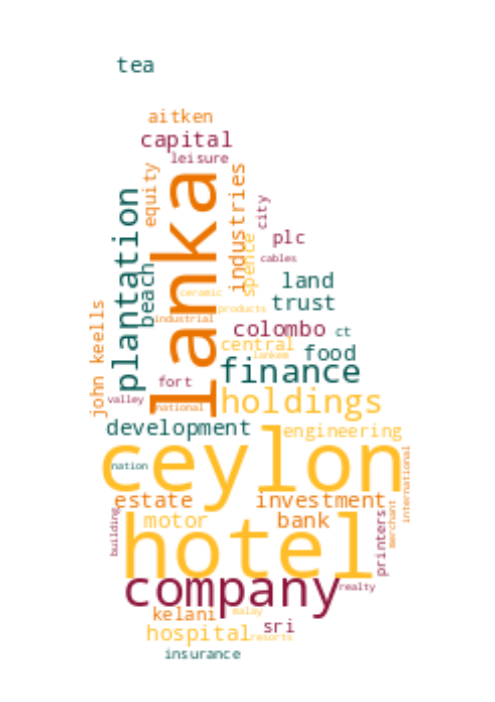 tea
aitken
capital
leisure
equity
lanka
industries
plantation
beach
city
spence
plc
cables
land
ceramic
trust
products
industrial
john keells
colombo
ct
central
food
lankem
finance
fort
valley
national
holdings
development
engineering
ceylon
nation
international
estate
investment
merchant
building
motor
bank
printers
hotel
company
realty
kelani
malay
sri
hospital
resorts
insurance